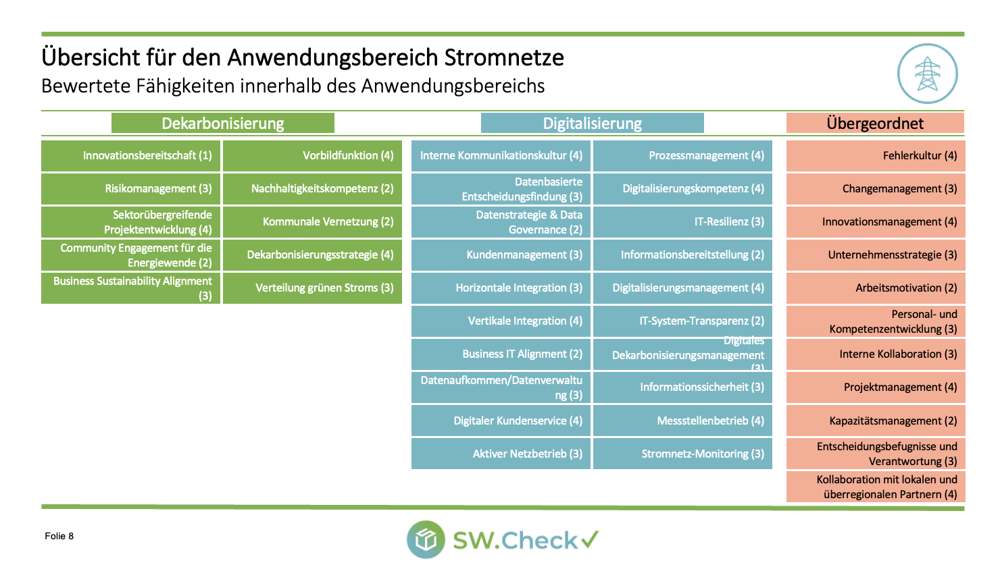 Übersicht für den Anwendungsbereich Stromnetze
Bewertete Fähigkeiten innerhalb des Anwendungsbereichs
Dekarbonisierung
Innovationsbereitschaft (1)
Vorbildfunktion (4)
Risikomanagement (3)
Nachhaltigkeitskompetenz (2)
Sektorübergreifende
Projektentwicklung (4)
Kommunale Vernetzung (2)
Community Engagement für die
Energiewende (2)
Dekarbonisierungsstrategie (4)
Business Sustainability Alignment
(3)
Verteilung grünen Stroms (3)
Digitalisierung
Interne Kommunikationskultur (4)
Prozessmanagement (4)
Datenbasierte
Entscheidungsfindung (3)
Digitalisierungskompetenz (4)
Datenstrategie & Data
Governance (2)
IT-Resilienz (3)
Kundenmanagement (3)
Informationsbereitstellung (2)
Horizontale Integration (3)
Digitalisierungsmanagement (4)
Vertikale Integration (4)
IT-System-Transparenz (2)
Business IT Alignment (2)
Digitales
Dekarbonisierungsmanagement
(3)
Datenaufkommen/Datenverwaltu
ng (3)
Informationssicherheit (3)
Digitaler Kundenservice (4)
Messstellenbetrieb (4)
Aktiver Netzbetrieb (3)
Stromnetz-Monitoring (3)
Übergeordnet
Fehlerkultur (4)
Changemanagement (3)
Innovationsmanagement (4)
Unternehmensstrategie (3)
Arbeitsmotivation (2)
Personal- und
Kompetenzentwicklung (3)
Interne Kollaboration (3)
Projektmanagement (4)
Kapazitätsmanagement (2)
Entscheidungsbefugnisse und
Verantwortung (3)
Kollaboration mit lokalen und
überregionalen Partnern (4)
Folie 8
SW.Check